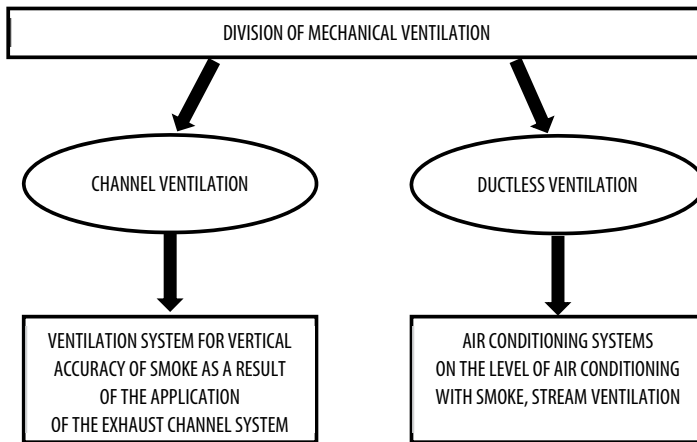 DIVISION OF MECHANICAL VENTILATION
CHANNEL VENTILATION
DUCTLESS VENTILATION
VENTILATION SYSTEM FOR VERTICAL
ACCURACY OF SMOKE AS A RESULT
OF THE APPLICATION
OF THE EXHAUST CHANNEL SYSTEM
AIR CONDITIONING SYSTEMS
ON THE LEVEL OF AIR CONDITIONING
WITH SMOKE, STREAM VENTILATION